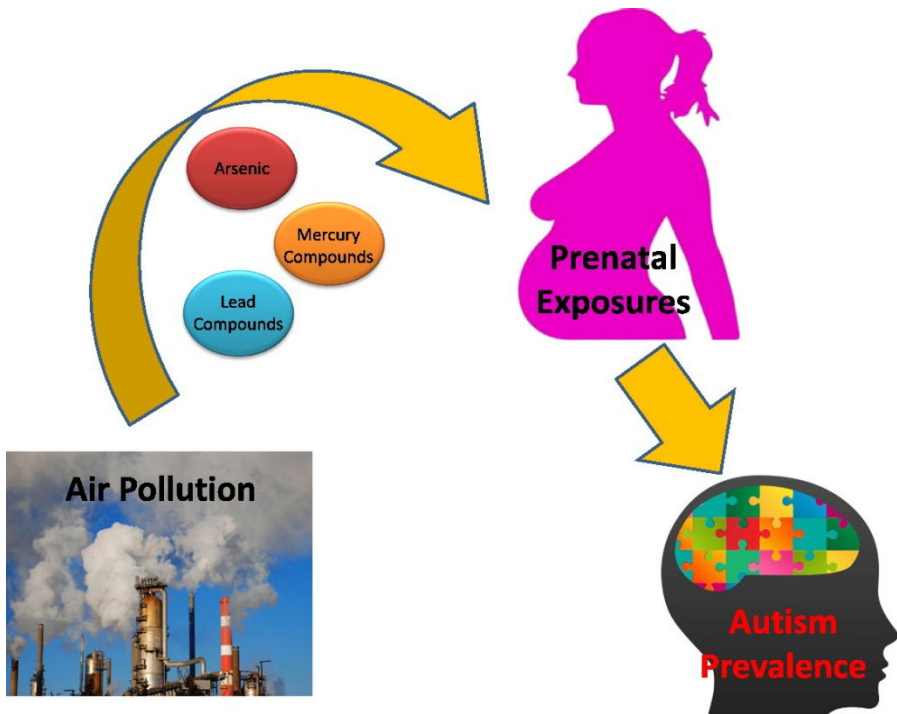 Arsenic
Mercury
Compounds
Lead
Compounds
Prenatal
Exposures
Air Pollution
Autism
Prevalence